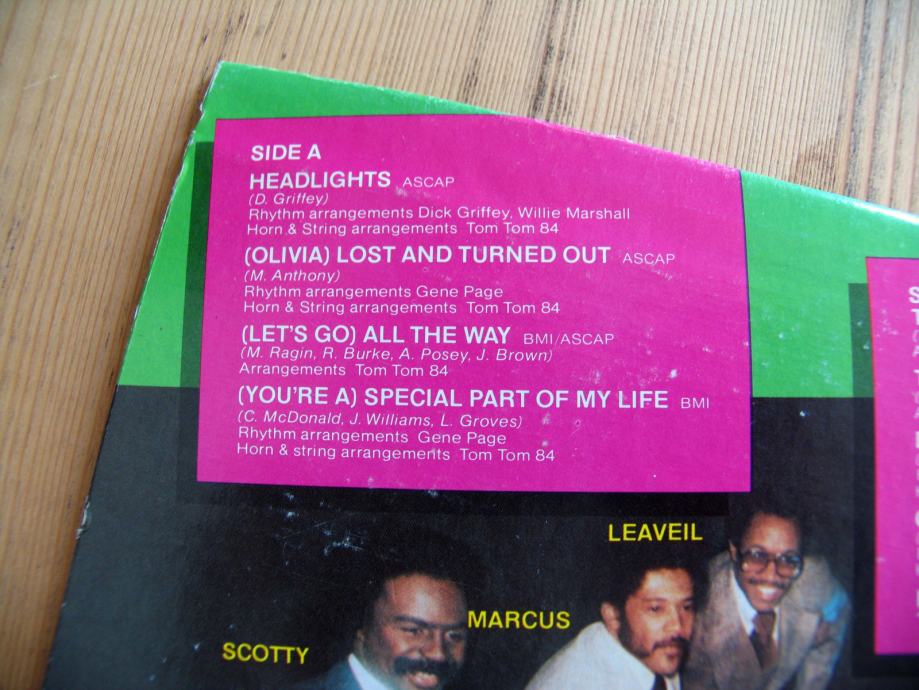 SIDE A
HEADLIGHTS ASCAP
(D. Griffey)
Rhythm arrangements Dick Griffey, Willie Marshall
Horn & String arrangements Tom Tom 84
(OLIVIA) LOST AND TURNED OUT ASCAP
(M. Anthony)
Rhythm arrangements Gene Page
Horn & String arrangements Tom Tom 84
(LET'S GO) ALL THE WAY BMI/ASCAP
(M. Ragin, R. Burke, A. Posey, J. Brown)
Arrangements Tom Tom 84
(YOU'RE A) SPECIAL PART OF MY LIFE BMI
(C. McDonald, J. Williams, L. Groves)
Rhythm arrangements Gene Page
Horn & string arrangements Tom Tom 84
LEAVEIL
MARCUS
SCOTTY